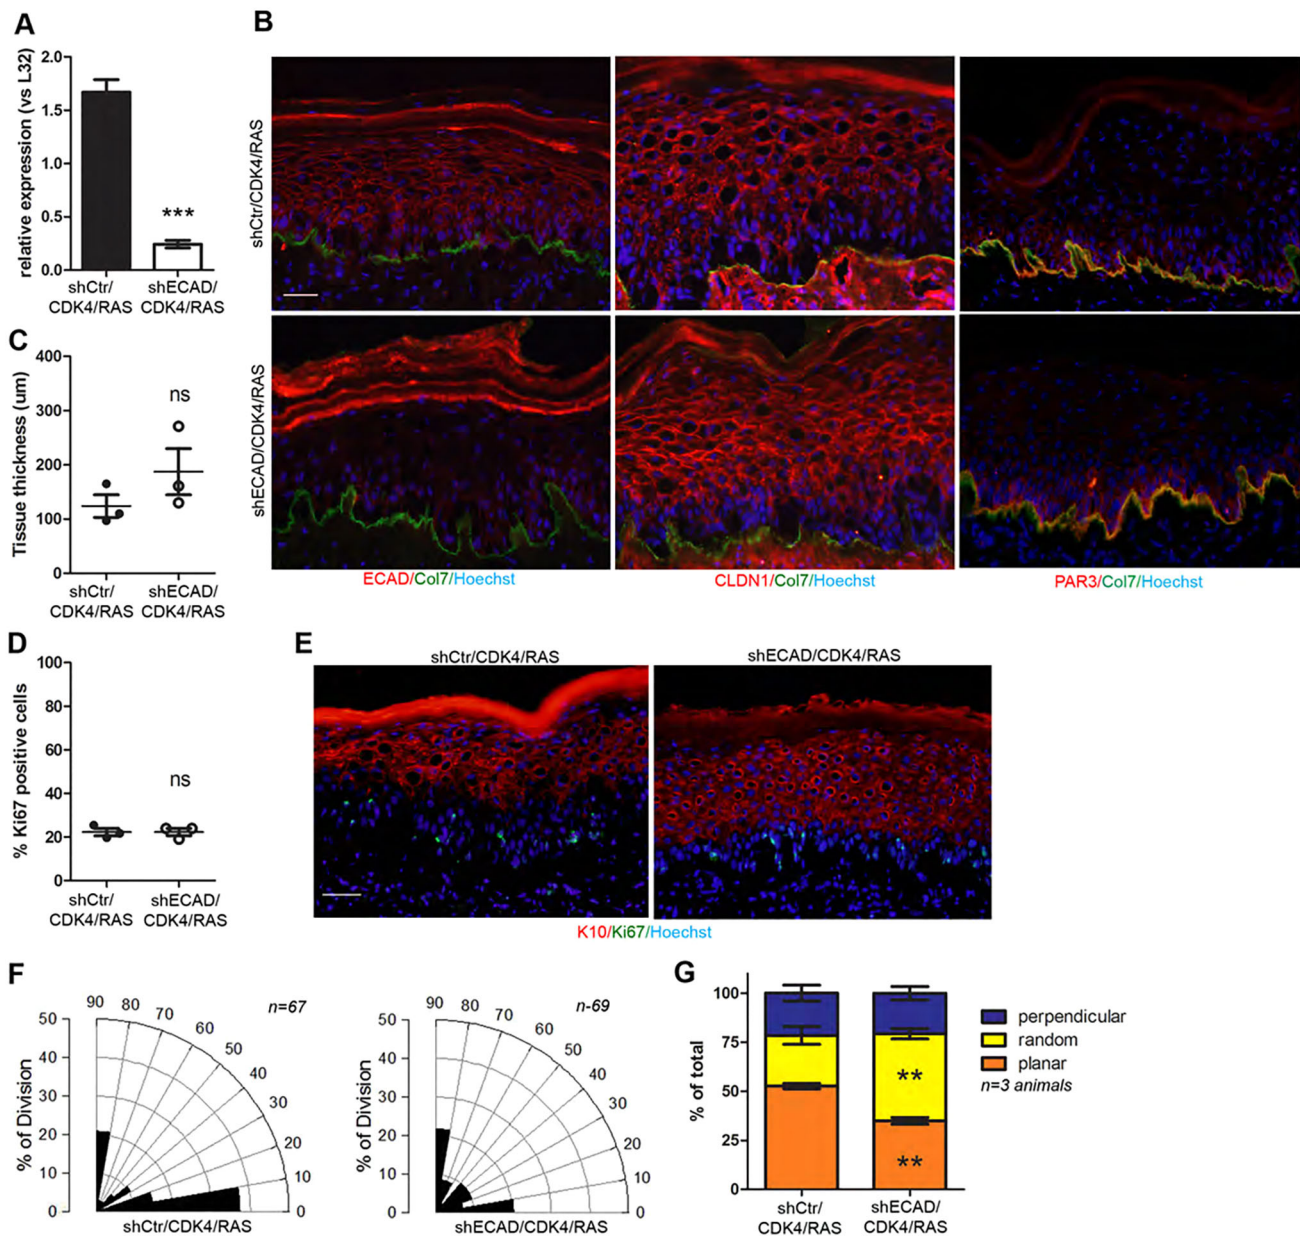 A
relative expression (vs L32)
2.0
1.5
1.0
0.5
0.0
***
shCtr/
CDK4/RAS
shECAD/
CDK4/RAS
B
shCtr/CDK4/RAS
shECAD/CDK4/RAS
ECAD/Col7/Hoechst
CLDN1/Col7/Hoechst
PAR3/Col7/Hoechst
C
Tissue thickness (um)
400
300
200
100
0
ns
shCtr/
CDK4/RAS
shECAD/
CDK4/RAS
D
% Ki67 positive cells
100
80
60
40
20
0
ns
shCtr/
CDK4/RAS
shECAD/
CDK4/RAS
E
shCtr/CDK4/RAS
shECAD/CDK4/RAS
K10/Ki67/Hoechst
F
% of Division
50
40
30
20
10
0
90
80
70
60
50
40
30
20
10
0
n=67
shCtr/CDK4/RAS
% of Division
50
40
30
20
10
0
90
80
70
60
50
40
30
20
10
0
n-69
shECAD/CDK4/RAS
G
% of total
100
75
50
25
0
**
**
shCtr/
CDK4/RAS
shECAD/
CDK4/RAS
perpendicular
random
planar
n=3 animals